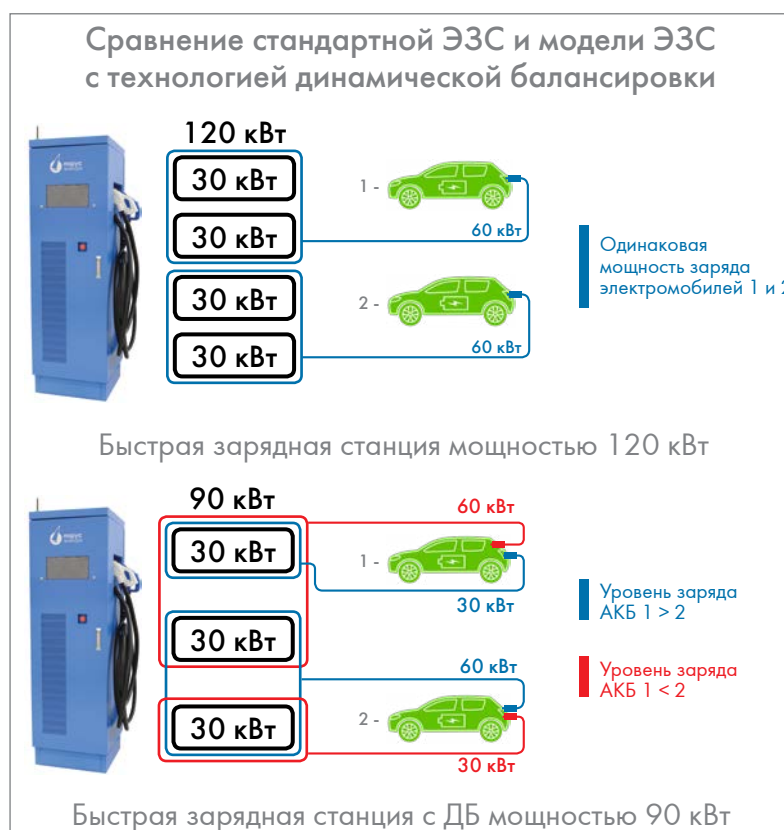 Сравнение стандартной ЭЗС и модели ЭЗС
с технологией динамической балансировки
120 кВт
30 кВт
30 кВт
30 кВт
30 кВт
1 -
60 кВт
2 -
60 кВт
Одинаковая
мощность заряда
электромобилей 1 и 2
Быстрая зарядная станция мощностью 120 кВт
90 кВт
30 кВт
30 кВт
30 кВт
60 кВт
1 -
30 кВт
60 кВт
2 -
30 кВт
Уровень заряда
АКБ 1 > 2
Уровень заряда
АКБ 1 < 2
Быстрая зарядная станция с ДБ мощностью 90 кВт